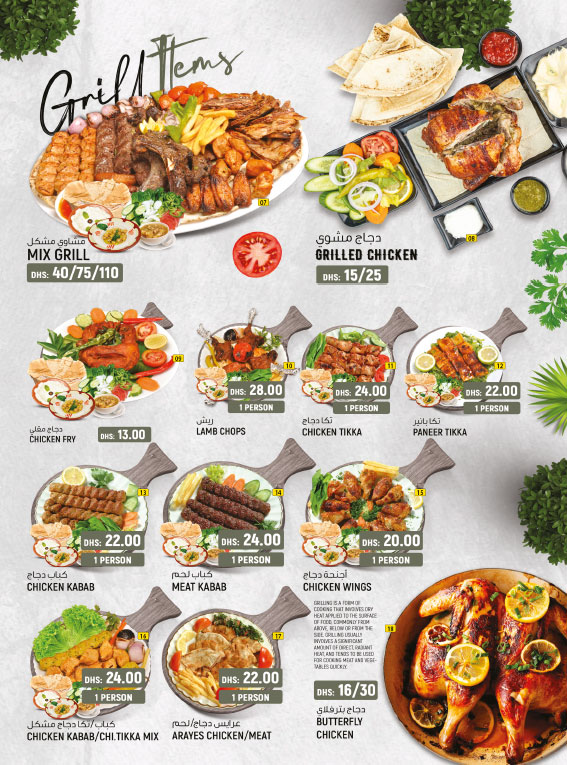 Grill Items
07
مشاوي مشكل
MIX GRILL
DHS: 40/75/110
08
دجاج مشوي
GRILLED CHICKEN
DHS: 15/25
09
دجاج مقلي
CHICKEN FRY
DHS: 13.00
10
DHS: 28.00
1 PERSON
ريش
LAMB CHOPS
11
DHS: 24.00
1 PERSON
تكا دجاج
CHICKEN TIKKA
12
DHS: 22.00
1 PERSON
تكا بانير
PANEER TIKKA
13
DHS: 22.00
1 PERSON
كباب دجاج
CHICKEN KABAB
14
DHS: 24.00
1 PERSON
كباب لحم
MEAT KABAB
15
DHS: 20.00
1 PERSON
أجنحة دجاج
CHICKEN WINGS
16
DHS: 24.00
1 PERSON
كباب/تكا دجاج مشكل
CHICKEN KABAB/CHI.TIKKA MIX
17
DHS: 22.00
1 PERSON
عرايس دجاج/لحم
ARAYES CHICKEN/MEAT
GRILLING IS A FORM OF
COOKING THAT INVOLVES DRY
HEAT APPLIED TO THE SURFACE
OF FOOD, COMMONLY FROM
ABOVE, BELOW OR FROM THE
SIDE. GRILLING USUALLY
INVOLVES A SIGNIFICANT
AMOUNT OF DIRECT, RADIANT
HEAT, AND TENDS TO BE USED
FOR COOKING MEAT AND VEGE-
TABLES QUICKLY.
18
DHS: 16/30
دجاج بترفلاي
BUTTERFLY
CHICKEN